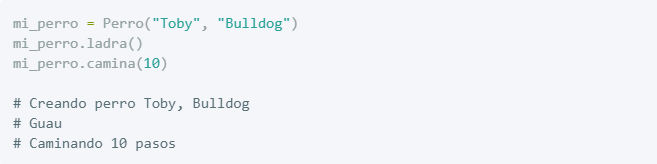 mi_perro = Perro("Toby", "Bulldog")
mi_perro.ladra()
mi_perro.camina(10)
# Creando perro Toby, Bulldog
# Guau
# Caminando 10 pasos